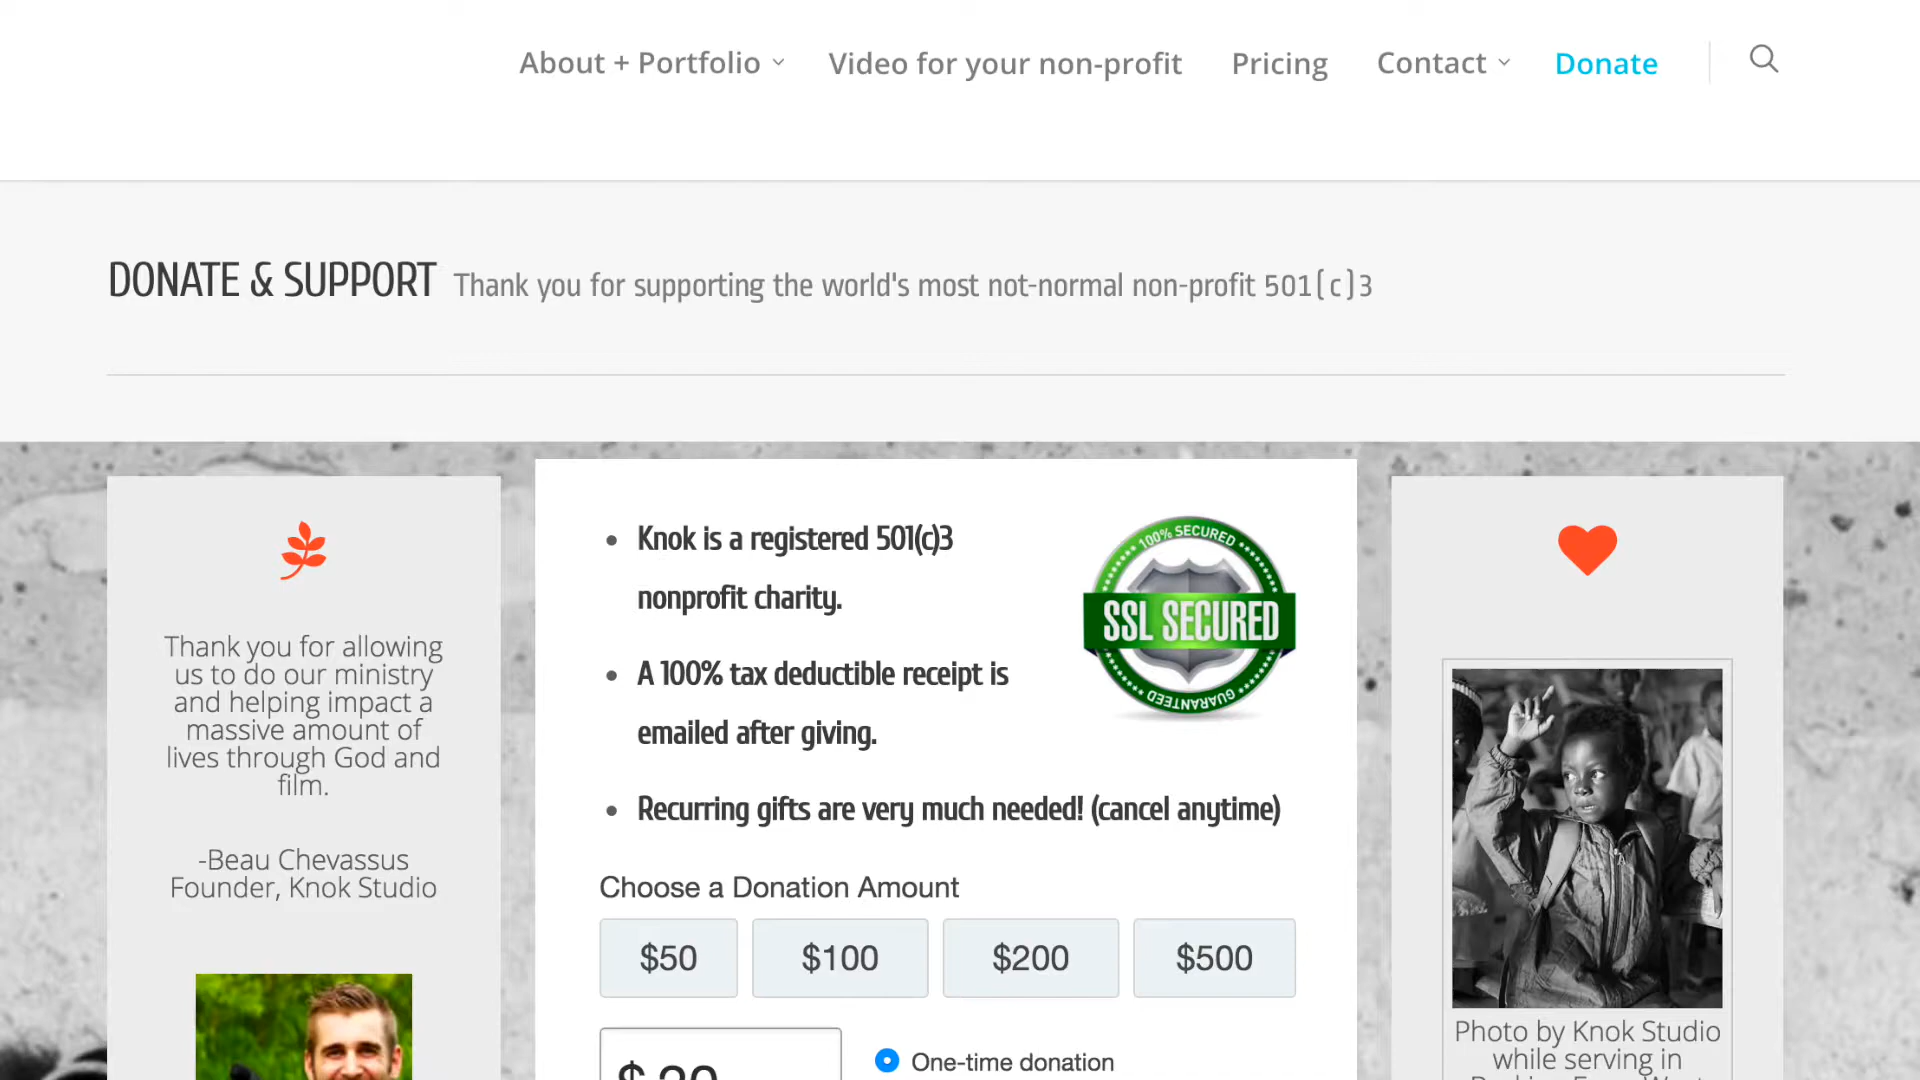 About + Portfolio
Video for your non-profit
Pricing
Contact
Donate
DONATE & SUPPORT
Thank you for supporting the world's most not-normal non-profit 501(c)3
Thank you for allowing
us to do our ministry
and helping impact a
massive amount of
lives through God and
film.
-Beau Chevassus
Founder, Knok Studio
Knok is a registered 501(c)3
nonprofit charity.
A 100% tax deductible receipt is
emailed after giving.
Recurring gifts are very much needed! (cancel anytime)
100% SECURED
SSL SECURED
GUARANTEED
Choose a Donation Amount
$50
$100
$200
$500
One-time donation
Photo by Knok Studio
while serving in